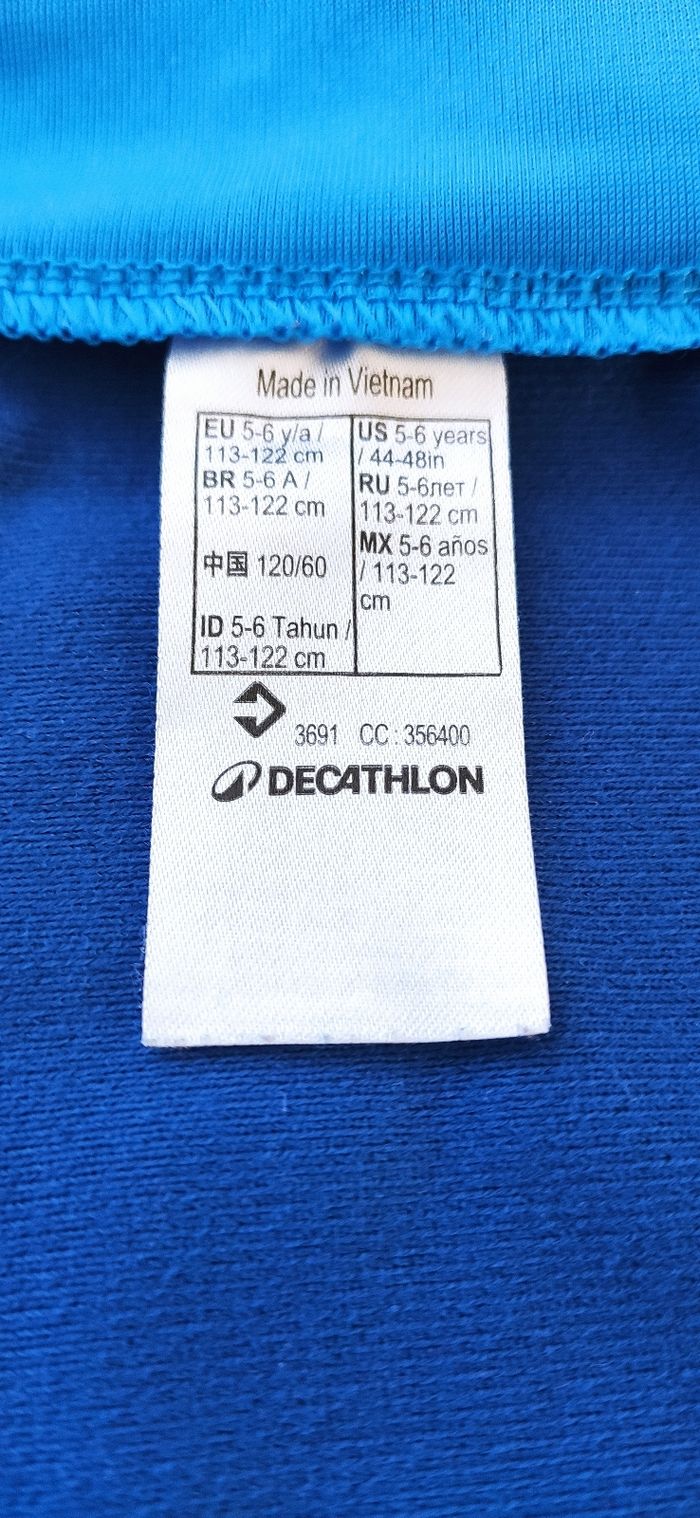 Made in Vietnam
EU 5-6 y/a /
113-122 cm
BR 5-6 A /
113-122 cm
中国 120/60
ID 5-6 Tahun /
113-122 cm
US 5-6 years
/ 44-48in
RU 5-6лет /
113-122 cm
MX 5-6 años
/ 113-122
cm
3691 CC : 356400
DECATHLON